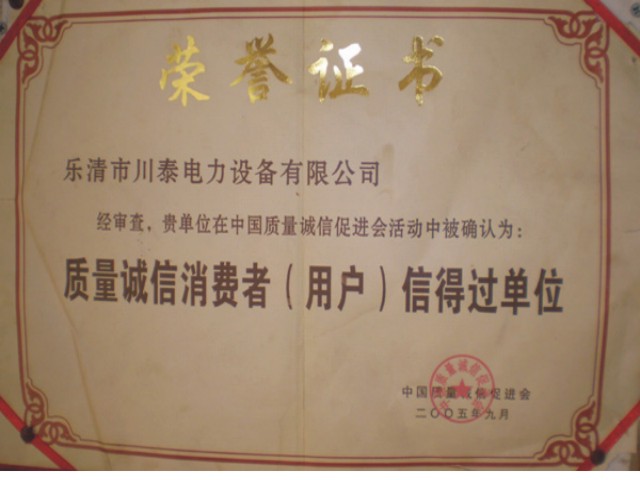 荣誉证书
乐清市川泰电力设备有限公司
经审查，贵单位在中国质量诚信促进会活动中被确认为：
质量诚信消费者（用户）信得过单位
中国质量诚信促进会
二〇〇五年九月